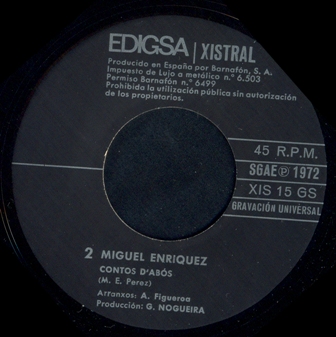 EDIGSA | XISTRAL
Producido en España por Barnafón, S. A.
Impuesto de Lujo a metálico n.º 6.503
Permiso Barnafón n.º 6499
Prohibida la utilización pública sin autorización
de los propietarios.
45 R.P.M.
SGAE Ⓟ 1972
XIS 15 GS
GRAVACIÓN UNIVERSAL
2 MIGUEL ENRIQUEZ
CONTOS D'ABÓS
(M. E. Perez)
Arranxos: A. Figueroa
Producción: G. NOGUEIRA